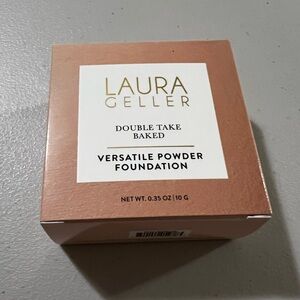 LAURA
GELLER
DOUBLE TAKE
BAKED
VERSATILE POWDER
FOUNDATION
NET WT. 0.35 OZ | 10 G